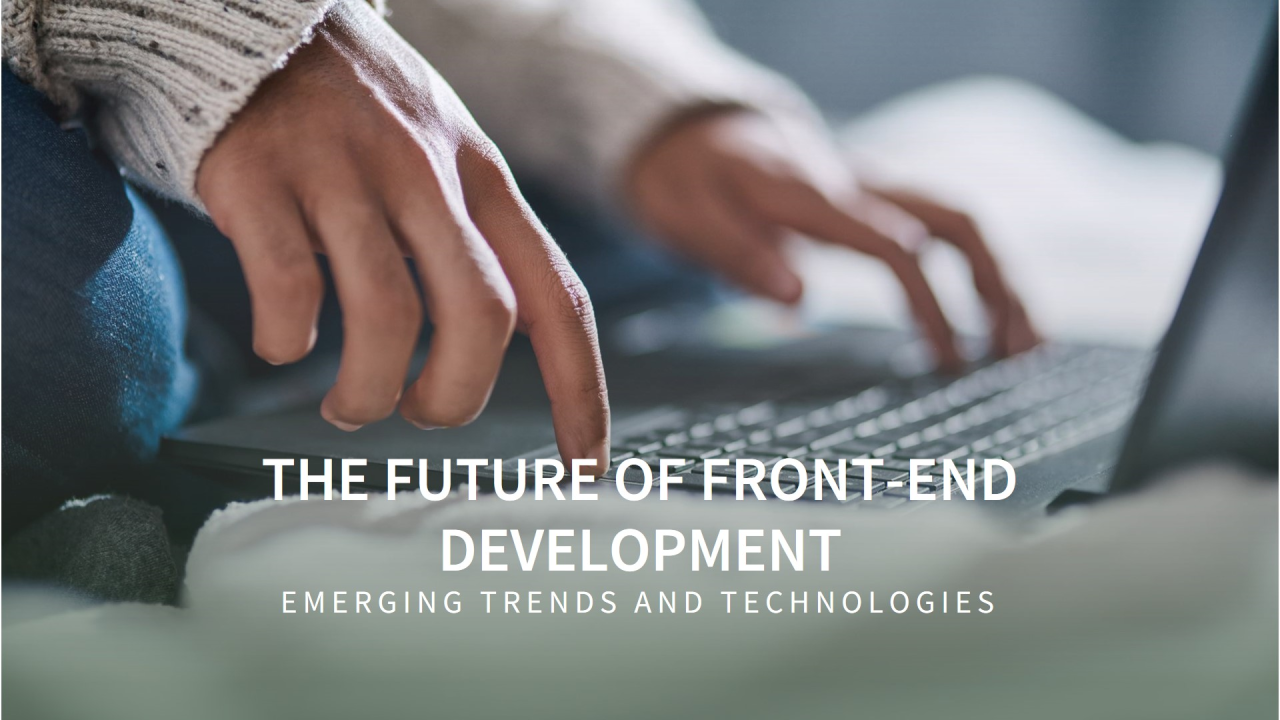 THE FUTURE OF FRONT-END
DEVELOPMENT
EMERGING TRENDS AND TECHNOLOGIES